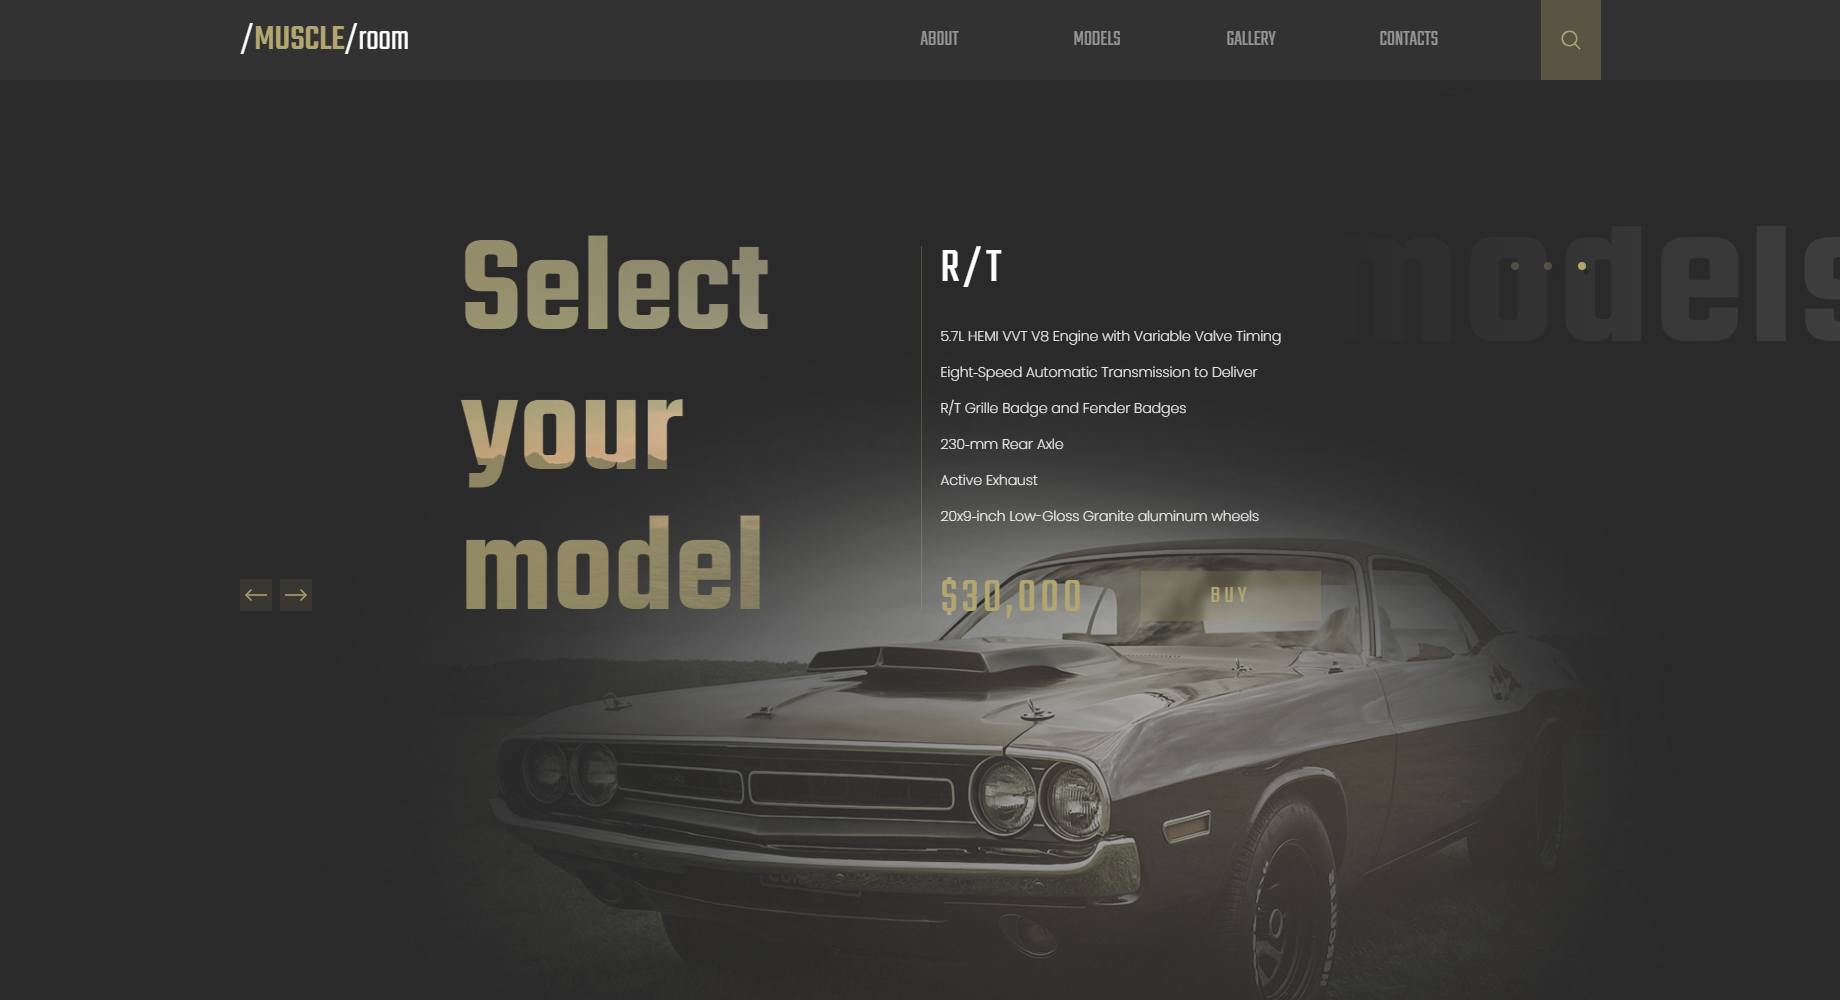 /MUSCLE/room
ABOUT
MODELS
GALLERY
CONTACTS
Select
your
model
R/T
5.7L HEMI VVT V8 Engine with Variable Valve Timing
Eight-Speed Automatic Transmission to Deliver
R/T Grille Badge and Fender Badges
230-mm Rear Axle
Active Exhaust
20x9-inch Low-Gloss Granite aluminum wheels
$30,000
BUY
models